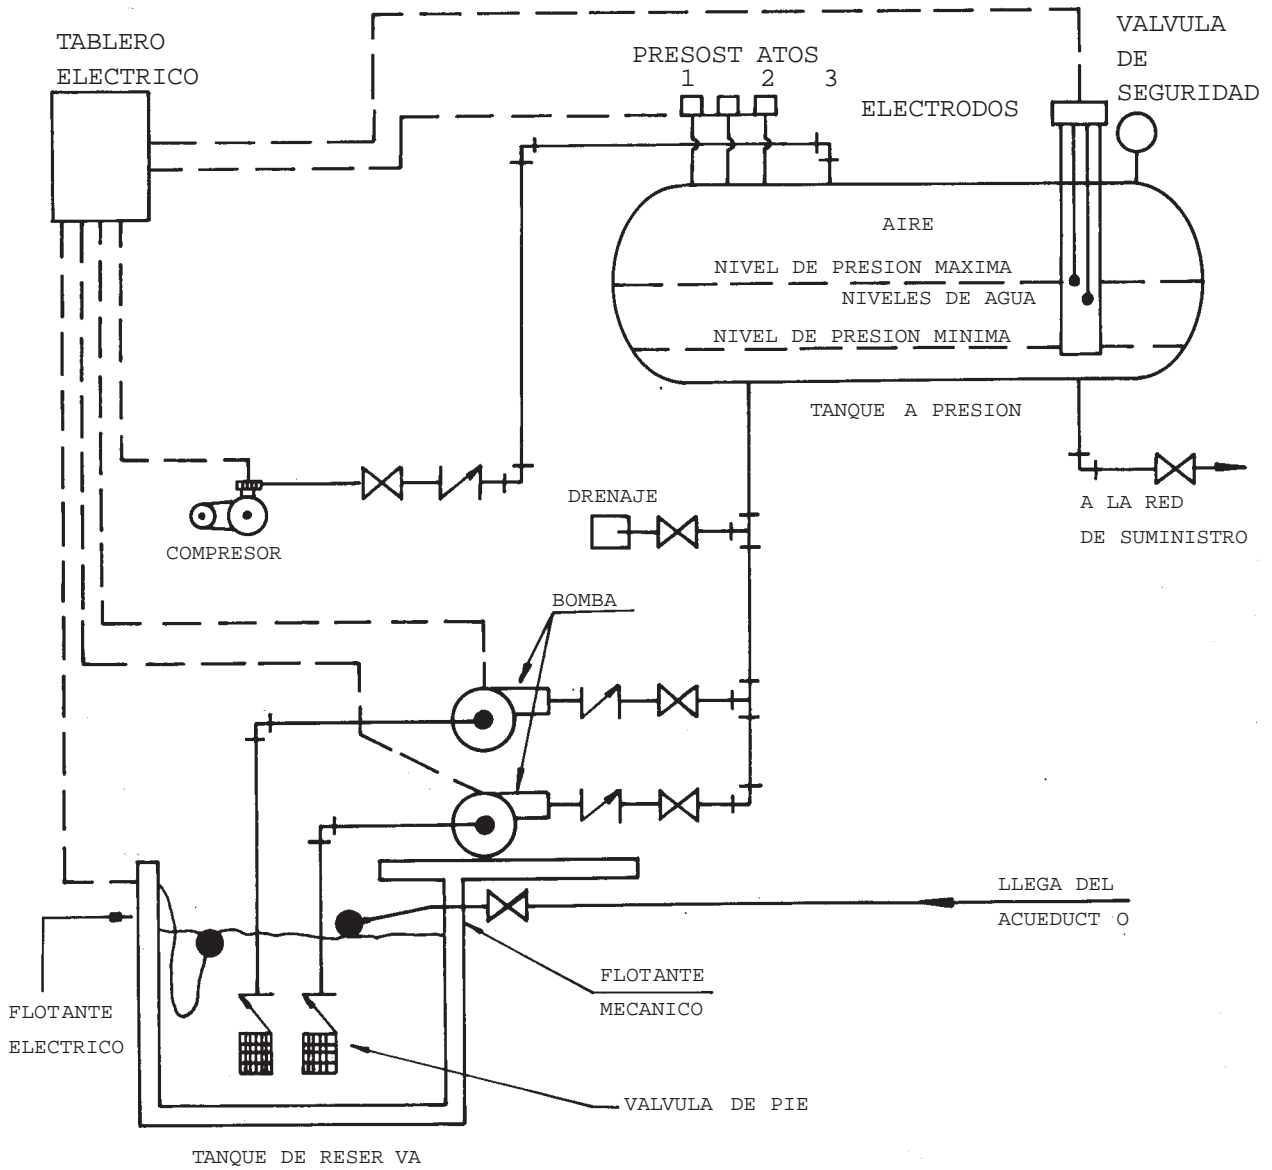 TABLERO
ELECTRICO
PRESOST ATOS
1 2 3
ELECTRODOS
VALVULA
DE
SEGURIDAD
AIRE
NIVEL DE PRESION MAXIMA
NIVELES DE AGUA
NIVEL DE PRESION MINIMA
TANQUE A PRESION
A LA RED
DE SUMINISTRO
COMPRESOR
DRENAJE
BOMBA
LLEGA DEL
ACUEDUCT O
FLOTANTE
MECANICO
FLOTANTE
ELECTRICO
VALVULA DE PIE
TANQUE DE RESER VA